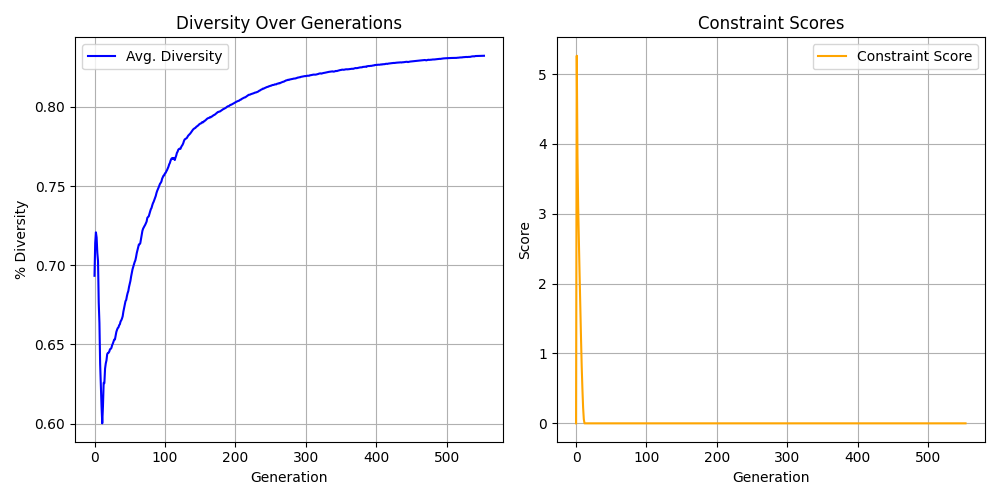 Diversity Over Generations
Avg. Diversity
% Diversity
0.80
0.75
0.70
0.65
0.60
0 100 200 300 400 500
Generation
Constraint Scores
Constraint Score
Score
5
4
3
2
1
0
0 100 200 300 400 500
Generation